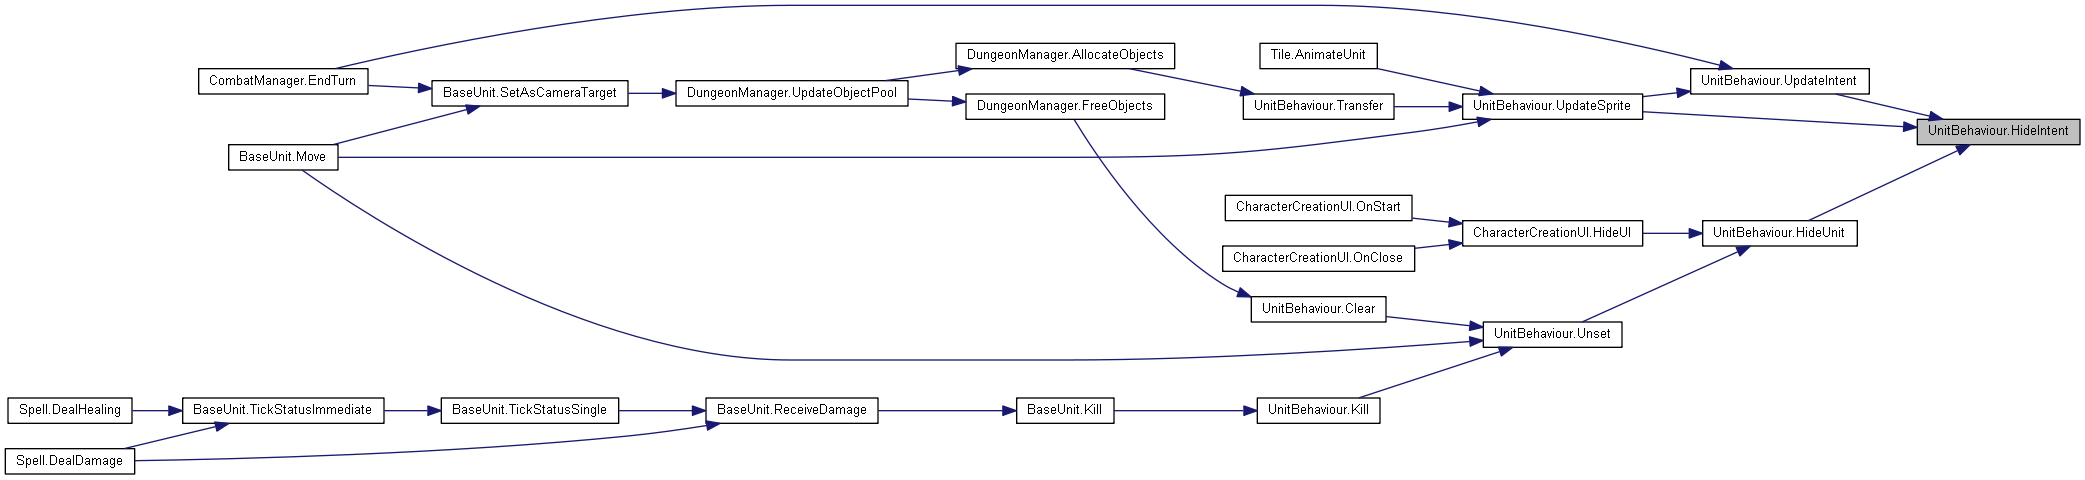 DungeonManager.AllocateObjects
Tile.AnimateUnit
CombatManager.EndTurn
BaseUnit.SetAsCameraTarget
DungeonManager.UpdateObjectPool
DungeonManager.FreeObjects
UnitBehaviour.Transfer
UnitBehaviour.UpdateSprite
UnitBehaviour.UpdateIntent
UnitBehaviour.HideIntent
BaseUnit.Move
CharacterCreationUI.OnStart
CharacterCreationUI.HideUI
UnitBehaviour.HideUnit
CharacterCreationUI.OnClose
UnitBehaviour.Clear
UnitBehaviour.Unset
Spell.DealHealing
BaseUnit.TickStatusImmediate
BaseUnit.TickStatusSingle
BaseUnit.ReceiveDamage
BaseUnit.Kill
UnitBehaviour.Kill
Spell.DealDamage